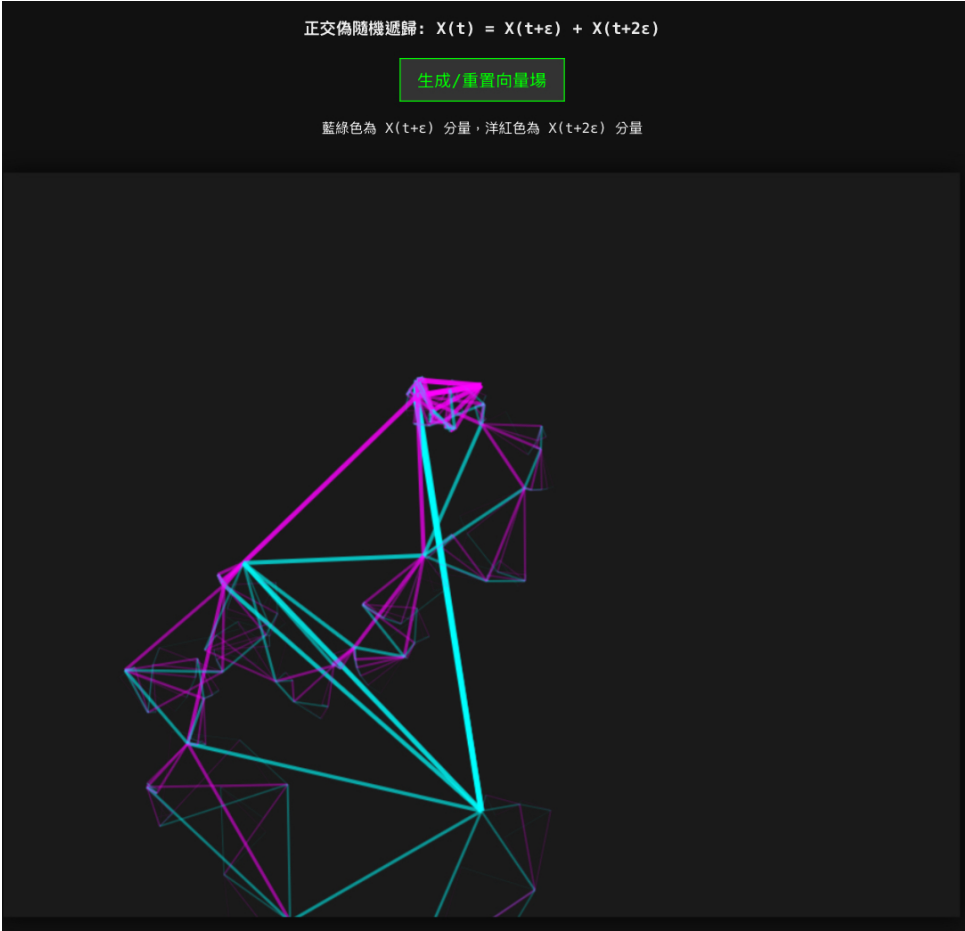 正交偽隨機遞歸: X(t) = X(t+ε) + X(t+2ε)
生成/重置向量場
藍綠色為 X(t+ε) 分量，洋紅色為 X(t+2ε) 分量